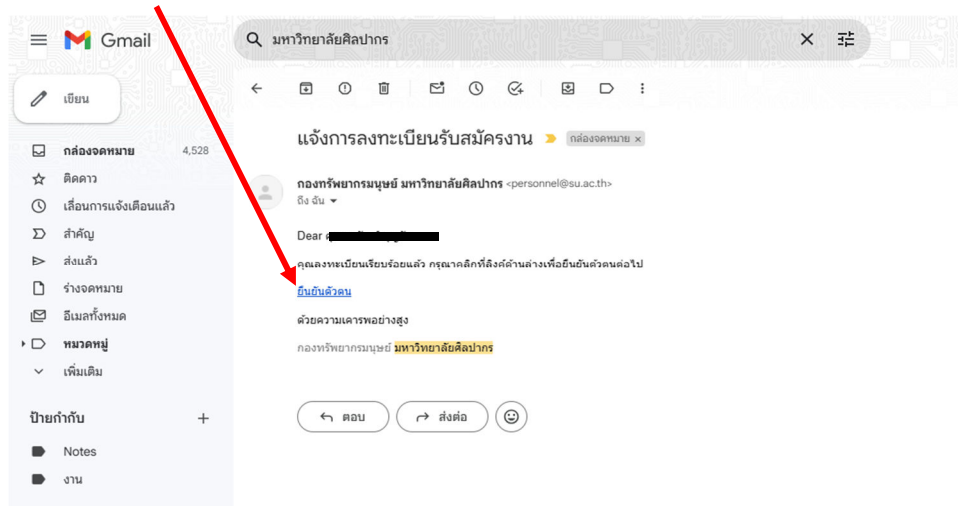 Gmail
มหาวิทยาลัยศิลปากร
เขียน
กล่องจดหมาย 4,528
ติดดาว
เลื่อนการแจ้งเตือนแล้ว
สำคัญ
ส่งแล้ว
ร่างจดหมาย
อีเมลทั้งหมด
หมวดหมู่
เพิ่มเติม
ป้ายกำกับ
Notes
งาน
แจ้งการลงทะเบียนรับสมัครงาน กล่องจดหมาย ×
กองทรัพยากรมนุษย์ มหาวิทยาลัยศิลปากร <personnel@su.ac.th>
ถึง ฉัน
Dear
คุณลงทะเบียนเรียบร้อยแล้ว กรุณาคลิกที่ลิงค์ด้านล่างเพื่อยืนยันตัวตนต่อไป
ยืนยันตัวตน
ด้วยความเคารพอย่างสูง
กองทรัพยากรมนุษย์ มหาวิทยาลัยศิลปากร
ตอบ
ส่งต่อ